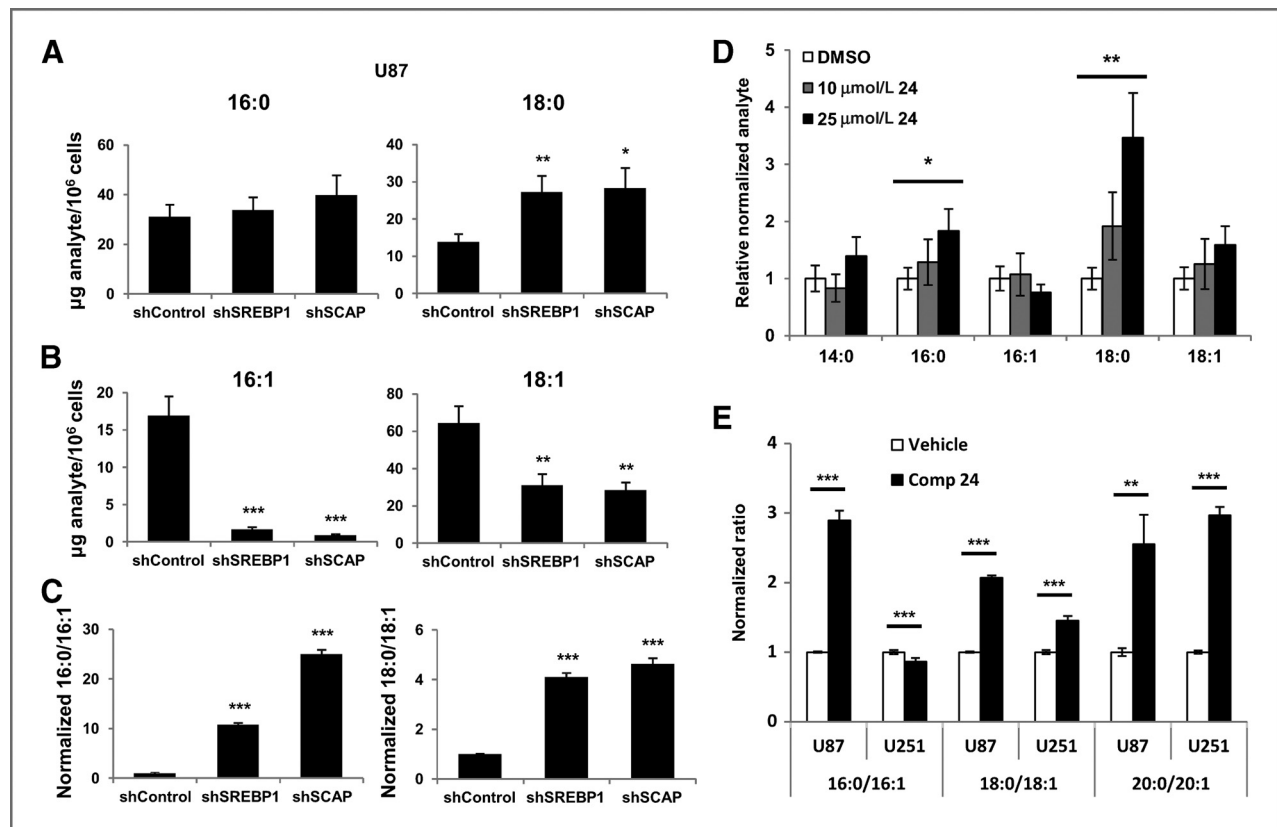 A
U87
16:0
µg analyte/10⁶ cells
60
40
20
0
shControl shSREBP1 shSCAP
18:0
40
30
20
10
0
** *
shControl shSREBP1 shSCAP
B
16:1
µg analyte/10⁶ cells
20
15
10
5
0
*** ***
shControl shSREBP1 shSCAP
18:1
80
60
40
20
0
** **
shControl shSREBP1 shSCAP
C
Normalized 16:0/16:1
30
20
10
0
*** ***
shControl shSREBP1 shSCAP
Normalized 18:0/18:1
6
4
2
0
*** ***
shControl shSREBP1 shSCAP
D
Relative normalized analyte
5
4
3
2
1
0
DMSO
10 µmol/L 24
25 µmol/L 24
* **
14:0 16:0 16:1 18:0 18:1
E
Normalized ratio
4
3
2
1
0
Vehicle
Comp 24
*** *** *** *** ** ***
U87 U251 U87 U251 U87 U251
16:0/16:1 18:0/18:1 20:0/20:1